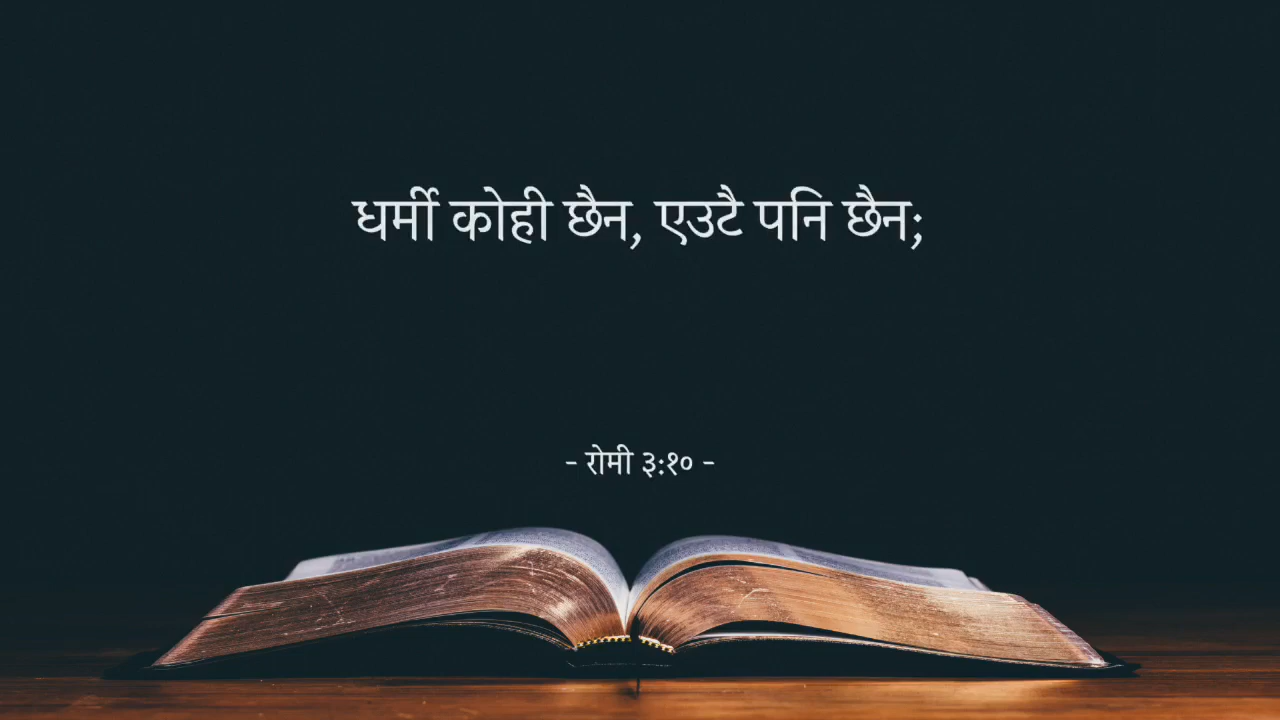 धर्मी कोही छैन, एउटै पनि छैन;
- रोमी ३:१० -